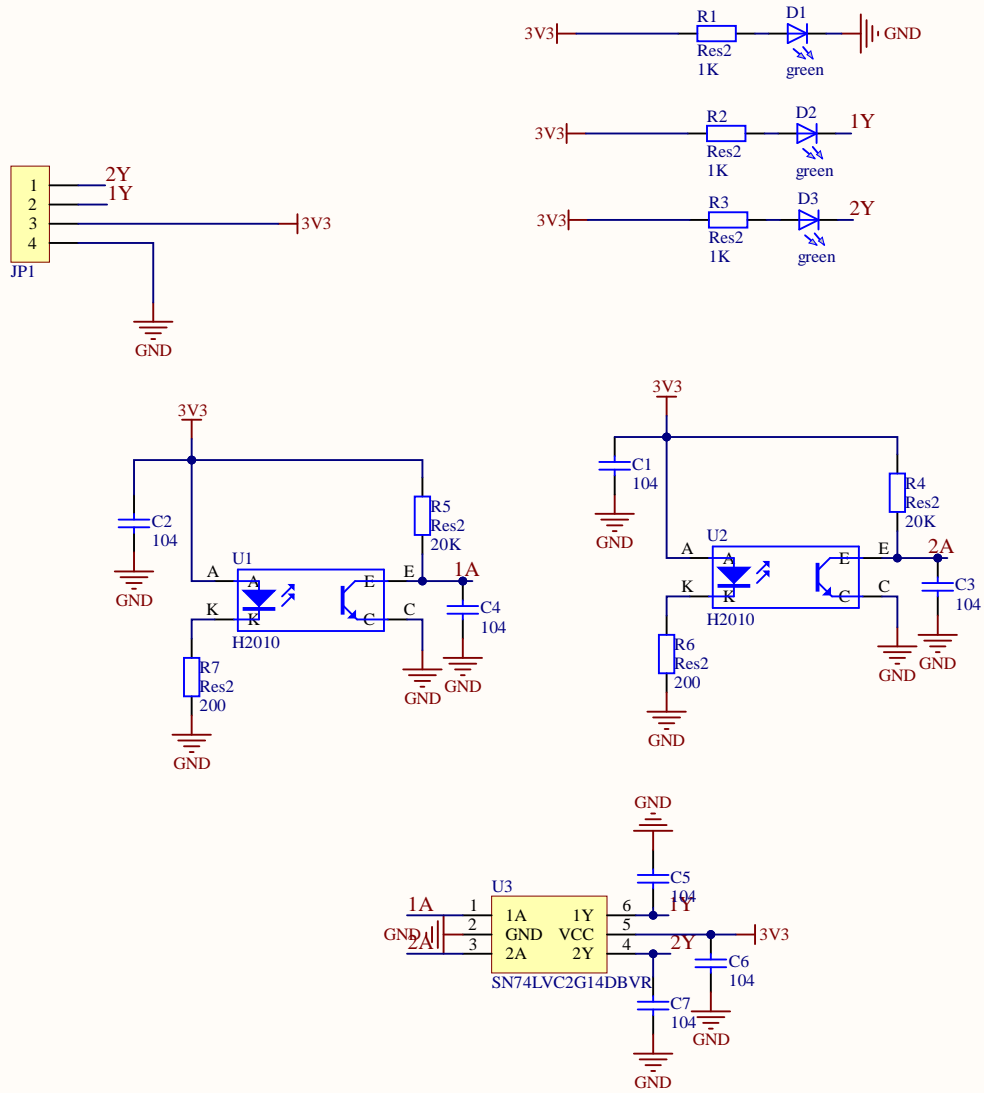 3V3
R1
Res2
1K
D1
green
GND
3V3
R2
Res2
1K
D2
green
1Y
3V3
R3
Res2
1K
D3
green
2Y
1
2
3
4
JP1
2Y
1Y
3V3
GND
3V3
C2
104
GND
R5
Res2
20K
U1
A
A
K
K
H2010
E
E
C
C
1A
C4
104
GND
GND
R7
Res2
200
GND
3V3
C1
104
GND
R4
Res2
20K
U2
A
A
K
K
H2010
E
E
C
C
2A
C3
104
GND
GND
R6
Res2
200
GND
GND
C5
104
U3
1A
1
1A
1Y
6
1Y
GND
2
GND
VCC
5
3V3
2A
3
2A
2Y
4
2Y
SN74LVC2G14DBVR
C6
104
GND
C7
104
GND